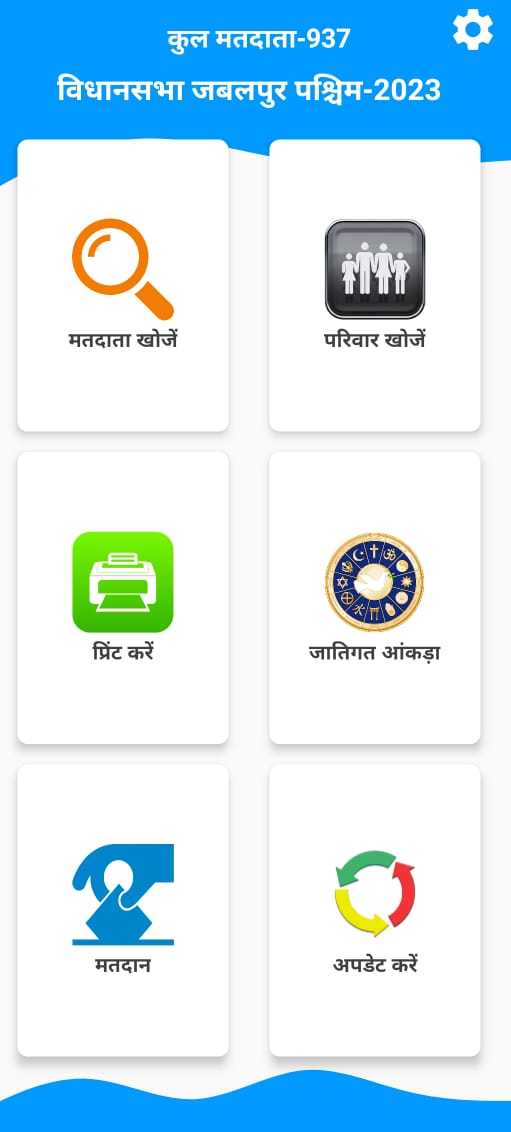 कुल मतदाता-937
विधानसभा जबलपुर पश्चिम-2023
मतदाता खोजें
परिवार खोजें
प्रिंट करें
जातिगत आंकड़ा
मतदान
अपडेट करें